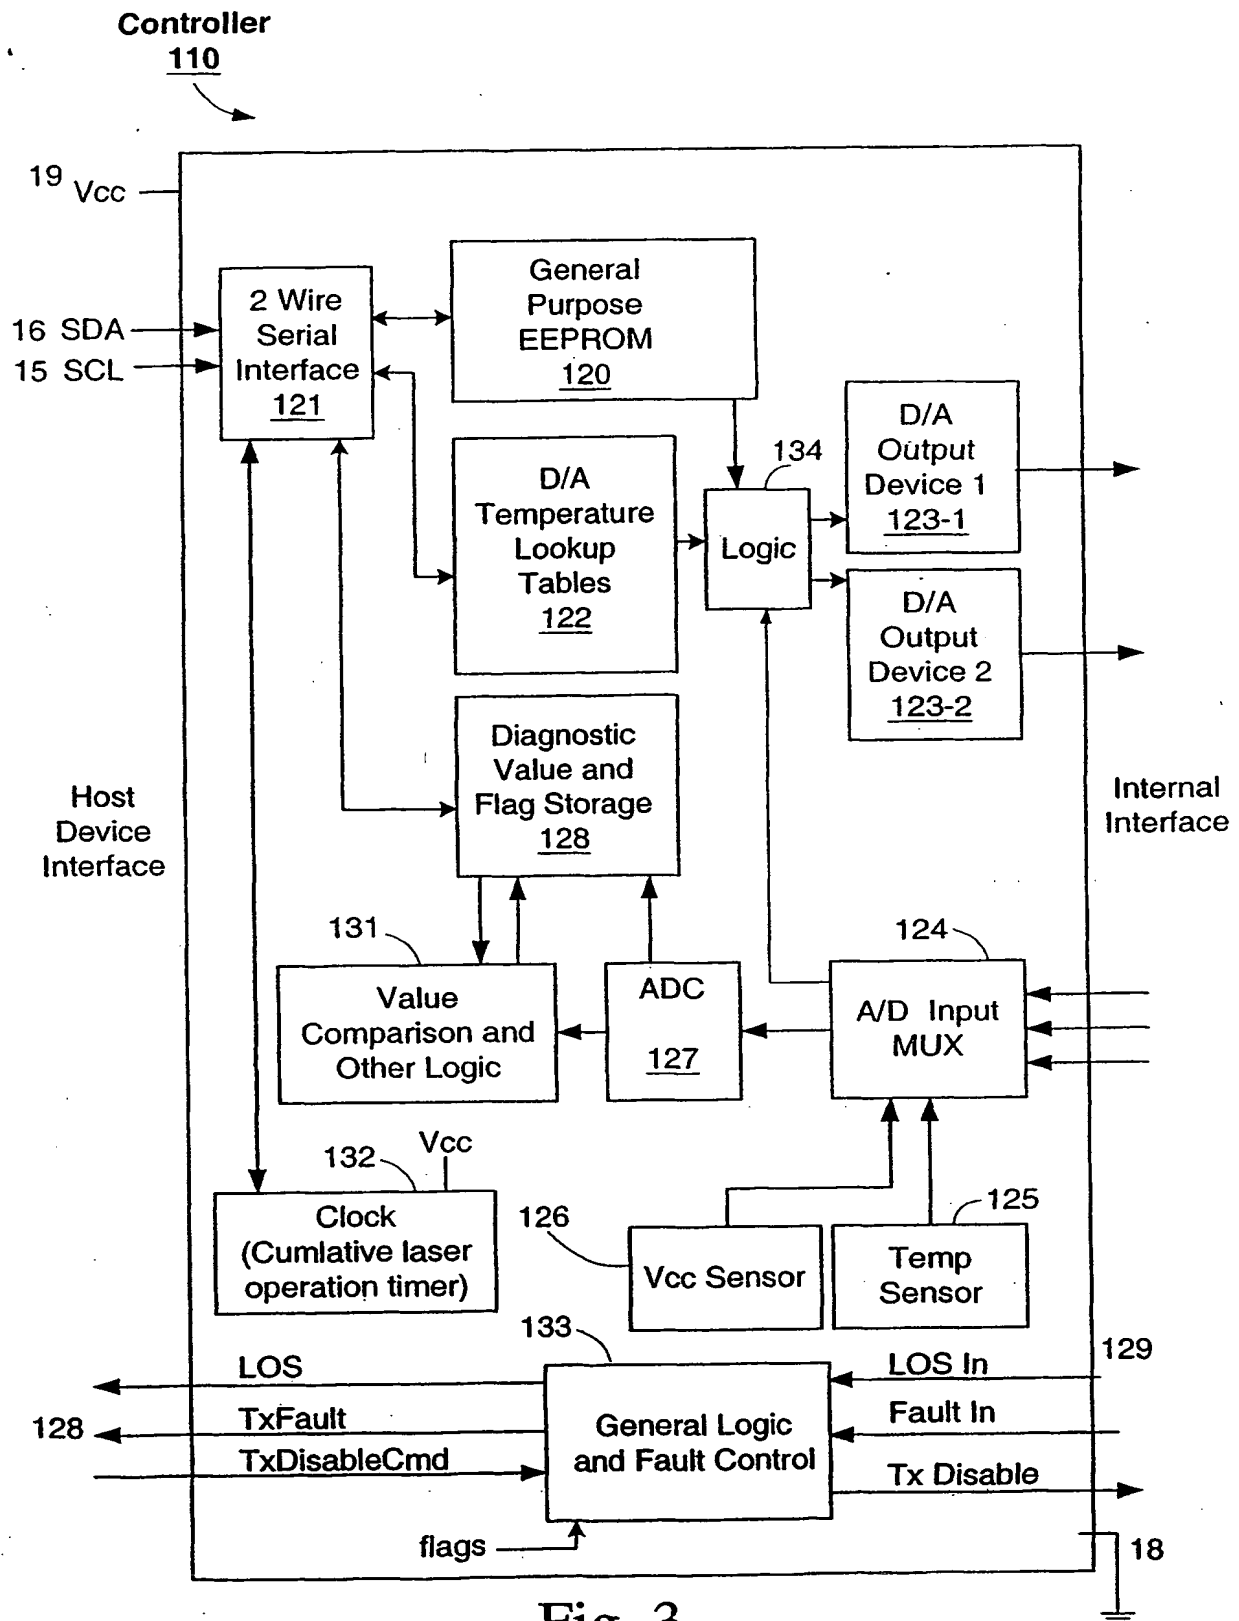 Controller
110
19 Vcc
16 SDA
15 SCL
2 Wire
Serial
Interface
121
General
Purpose
EEPROM
120
D/A
Temperature
Lookup
Tables
122
134
Logic
D/A
Output
Device 1
123-1
D/A
Output
Device 2
123-2
Diagnostic
Value and
Flag Storage
128
Host
Device
Interface
Internal
Interface
131
Value
Comparison and
Other Logic
ADC
127
124
A/D Input
MUX
132
Vcc
Clock
(Cumlative laser
operation timer)
126
Vcc Sensor
125
Temp
Sensor
133
General Logic
and Fault Control
LOS
TxFault
TxDisableCmd
128
LOS In
129
Fault In
Tx Disable
flags
18
Fig. 3